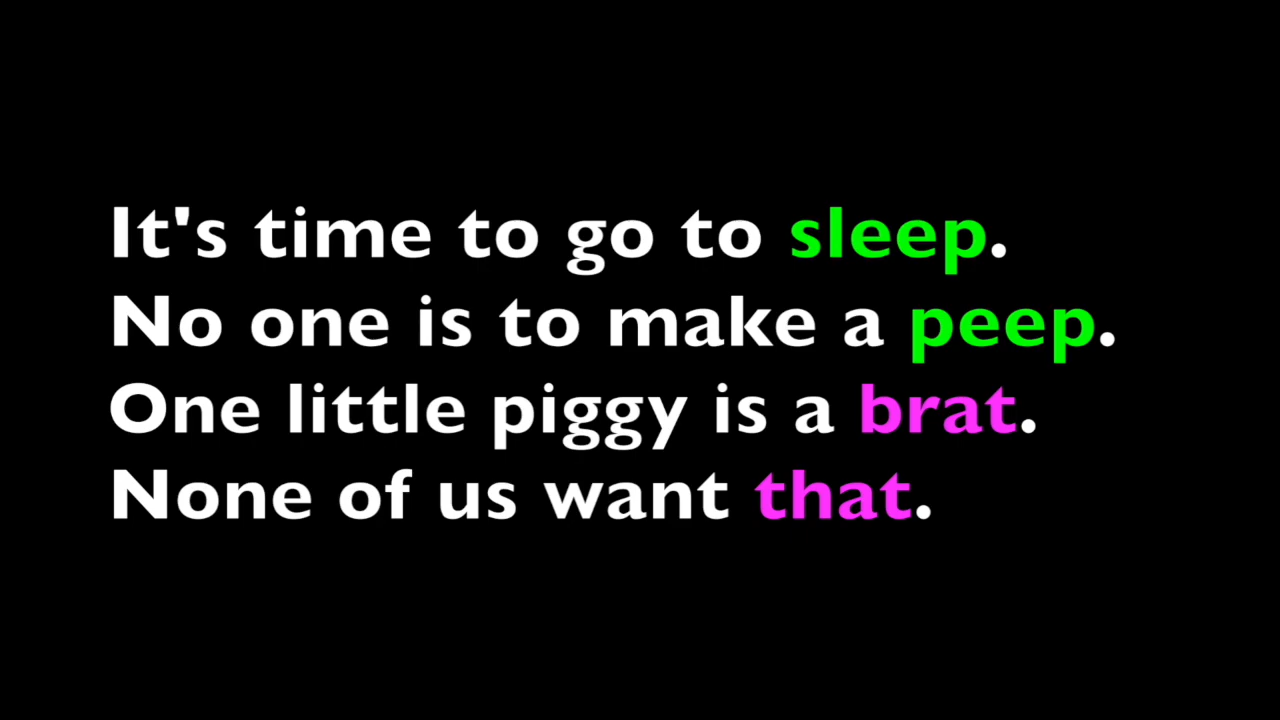 It's time to go to sleep.
No one is to make a peep.
One little piggy is a brat.
None of us want that.